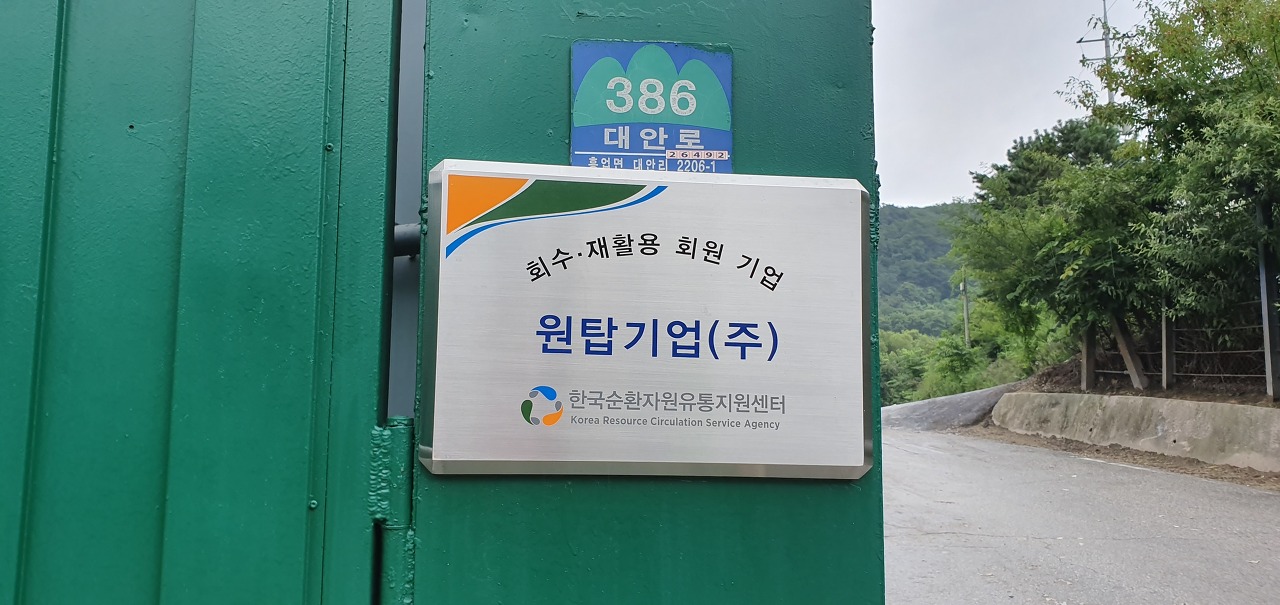 386
대안로
26492
흥업면 대안리 2206-1
회수·재활용 회원 기업
원탑기업(주)
한국순환자원유통지원센터
Korea Resource Circulation Service Agency